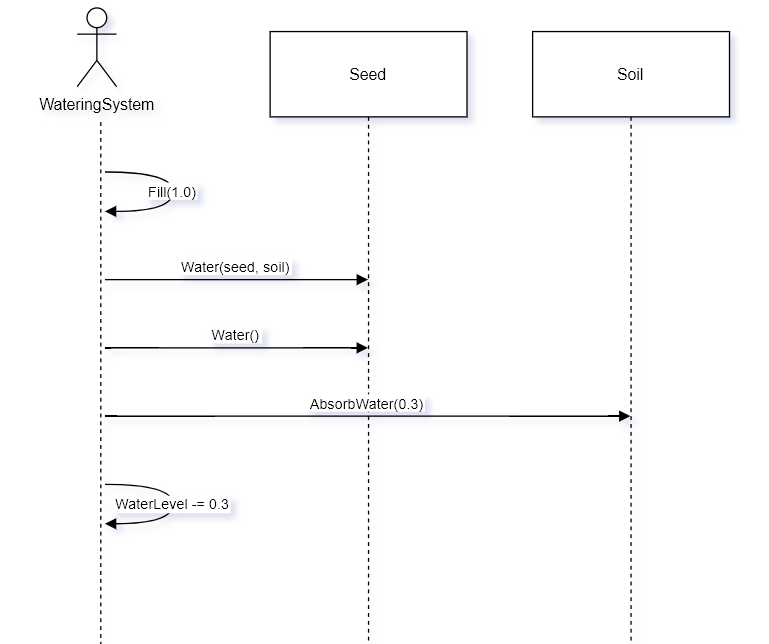 WateringSystem
Seed
Soil
Fill(1.0)
Water(seed, soil)
Water()
AbsorbWater(0.3)
WaterLevel -= 0.3